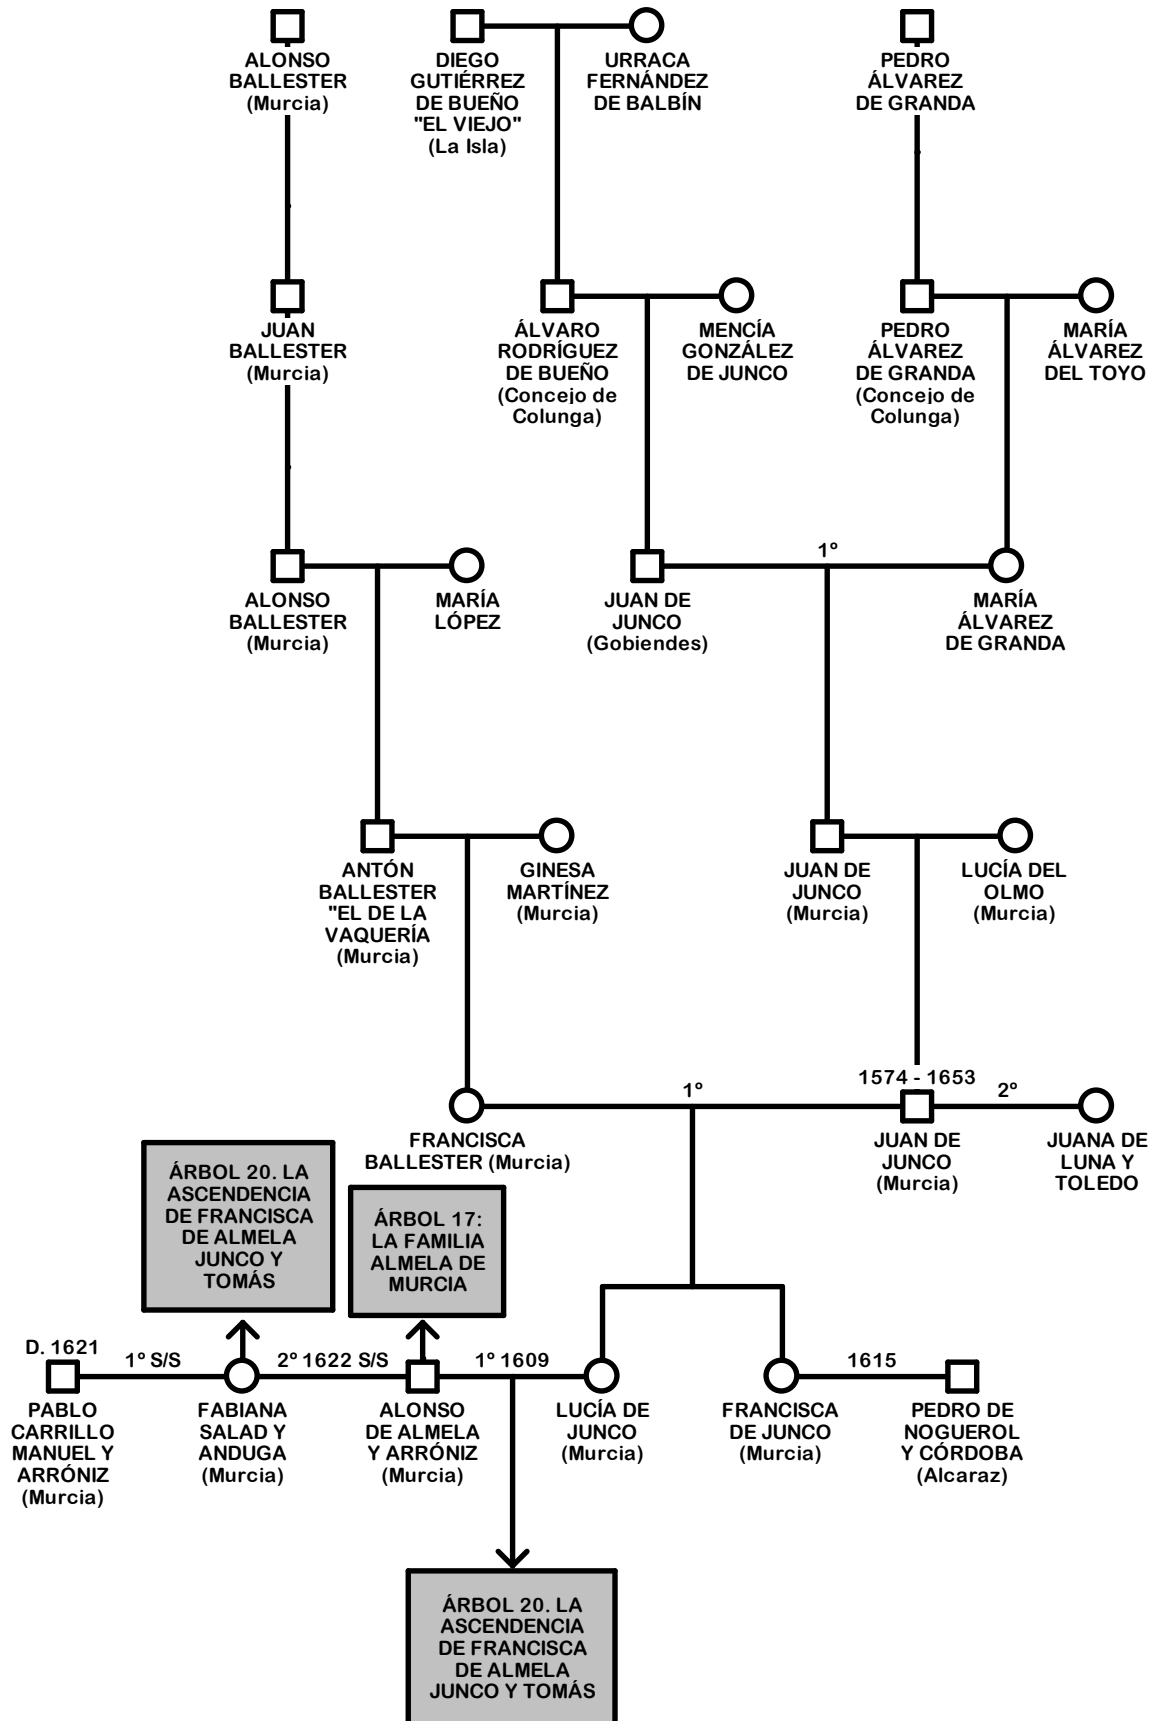 ALONSO
BALLESTER
(Murcia)
DIEGO
GUTIÉRREZ
DE BUEÑO
"EL VIEJO"
(La Isla)
URRACA
FERNÁNDEZ
DE BALBÍN
PEDRO
ÁLVAREZ
DE GRANDA
JUAN
BALLESTER
(Murcia)
ÁLVARO
RODRÍGUEZ
DE BUEÑO
(Concejo de
Colunga)
MENCÍA
GONZÁLEZ
DE JUNCO
PEDRO
ÁLVAREZ
DE GRANDA
(Concejo de
Colunga)
MARÍA
ÁLVAREZ
DEL TOYO
1º
ALONSO
BALLESTER
(Murcia)
MARÍA
LÓPEZ
JUAN DE
JUNCO
(Gobiendes)
MARÍA
ÁLVAREZ
DE GRANDA
ANTÓN
BALLESTER
"EL DE LA
VAQUERÍA
(Murcia)
GINESA
MARTÍNEZ
(Murcia)
JUAN DE
JUNCO
(Murcia)
LUCÍA DEL
OLMO
(Murcia)
1º
1574 - 1653
2º
FRANCISCA
BALLESTER (Murcia)
JUAN DE
JUNCO
(Murcia)
JUANA DE
LUNA Y
TOLEDO
ÁRBOL 20. LA
ASCENDENCIA
DE FRANCISCA
DE ALMELA
JUNCO Y
TOMÁS
ÁRBOL 17:
LA FAMILIA
ALMELA DE
MURCIA
D. 1621
1º S/S
2º 1622 S/S
1º 1609
1615
PABLO
CARRILLO
MANUEL Y
ARRÓNIZ
(Murcia)
FABIANA
SALAD Y
ANDUGA
(Murcia)
ALONSO
DE ALMELA
Y ARRÓNIZ
(Murcia)
LUCÍA DE
JUNCO
(Murcia)
FRANCISCA
DE JUNCO
(Murcia)
PEDRO DE
NOGUEROL
Y CÓRDOBA
(Alcaraz)
ÁRBOL 20. LA
ASCENDENCIA
DE FRANCISCA
DE ALMELA
JUNCO Y TOMÁS